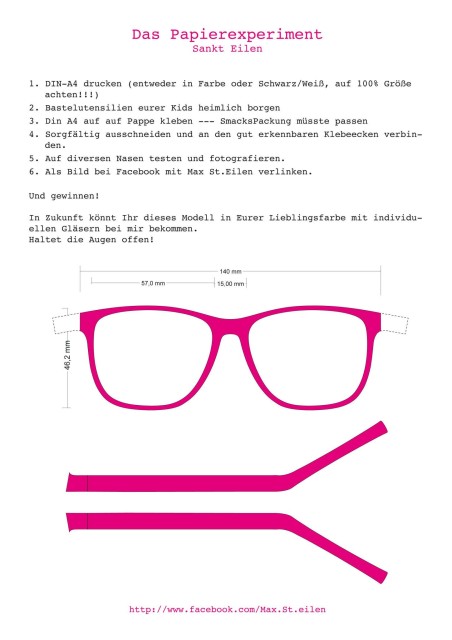 Das Papierexperiment
Sankt Eilen
1. DIN-A4 drucken (entweder in Farbe oder Schwarz/Weiß, auf 100% Größe
achten!!!)
2. Bastelutensilien eurer Kids heimlich borgen
3. Din A4 auf auf Pappe kleben --- SmacksPackung müsste passen
4. Sorgfältig ausschneiden und an den gut erkennbaren Klebeecken verbin-
den.
5. Auf diversen Nasen testen und fotografieren.
6. Als Bild bei Facebook mit Max St.Eilen verlinken.
Und gewinnen!
In Zukunft könnt Ihr dieses Modell in Eurer Lieblingsfarbe mit individu-
ellen Gläsern bei mir bekommen.
Haltet die Augen offen!
140 mm
57,0 mm
15,00 mm
46,2 mm
http://www.facebook.com/Max.St.eilen